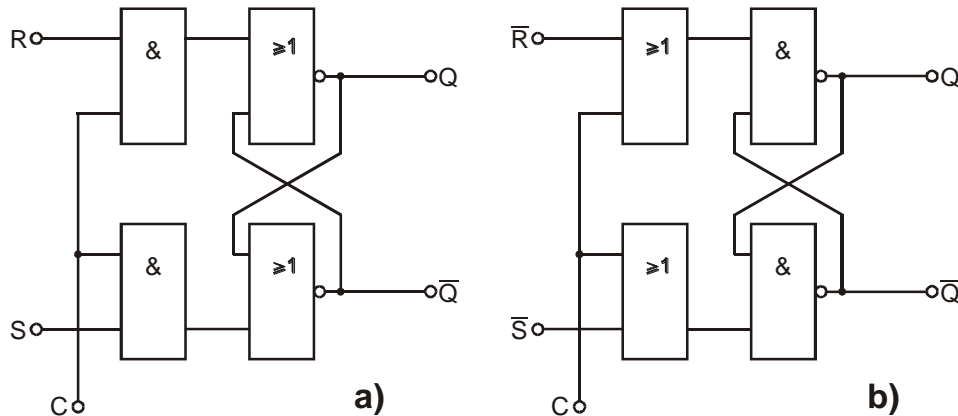 R & ≥1 Q
& ≥1 Q̅
S
C a)
R̅ ≥1 & Q
≥1 & Q̅
S̅
C b)